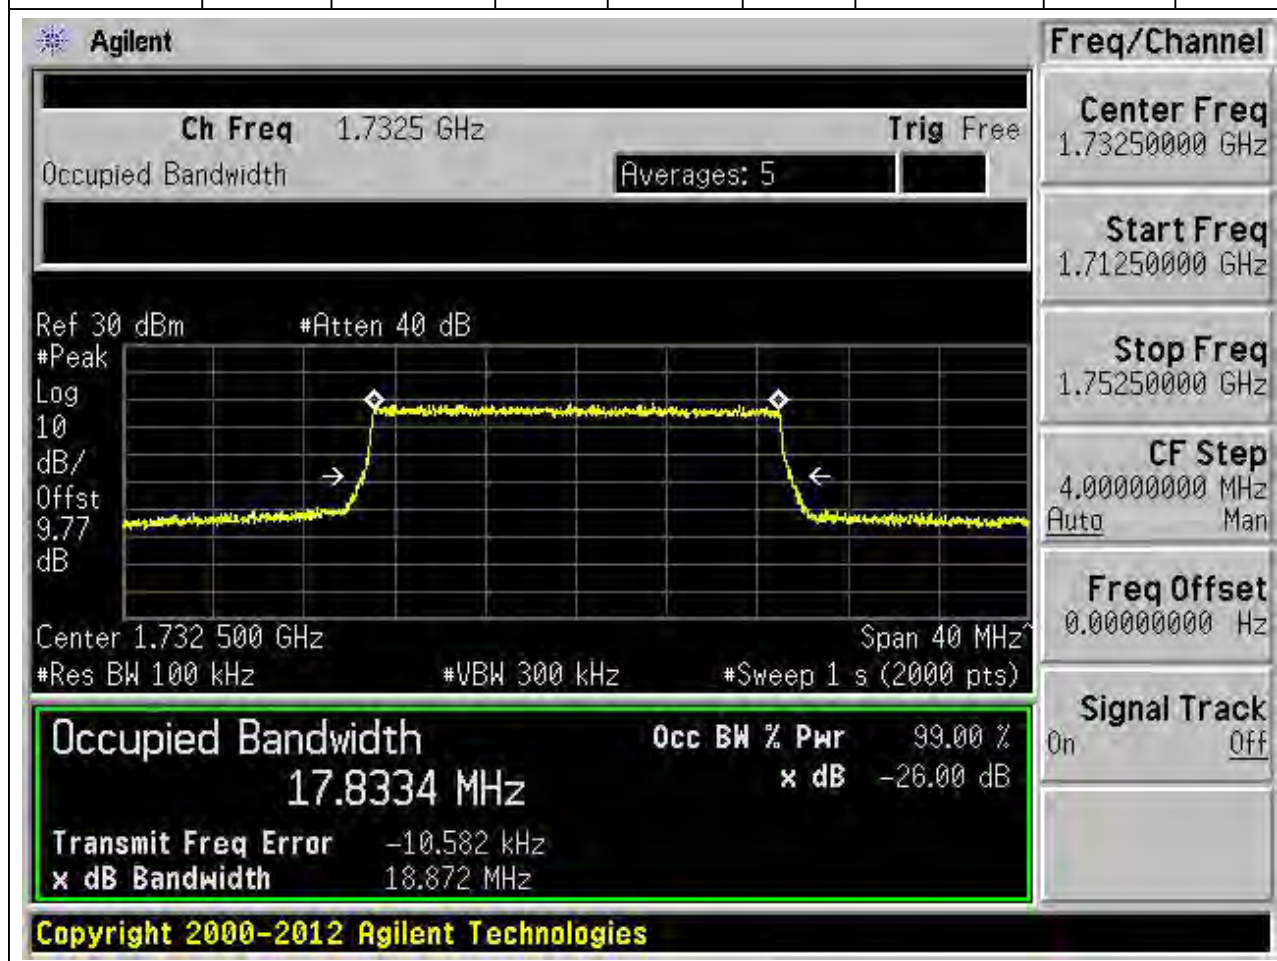 Agilent
Freq/Channel
Ch Freq 1.7325 GHz Trig Free
Occupied Bandwidth Averages: 5
Center Freq
1.73250000 GHz
Start Freq
1.71250000 GHz
Stop Freq
1.75250000 GHz
CF Step
4.00000000 MHz
Auto Man
Freq Offset
0.00000000 Hz
Signal Track
On Off
Ref 30 dBm #Atten 40 dB
#Peak
Log
10
dB/
Offst
9.77
dB
Center 1.732 500 GHz Span 40 MHz^
#Res BW 100 kHz #VBW 300 kHz #Sweep 1 s (2000 pts)
Occupied Bandwidth Occ BW % Pwr 99.00 %
17.8334 MHz x dB -26.00 dB
Transmit Freq Error -10.582 kHz
x dB Bandwidth 18.872 MHz
Copyright 2000-2012 Agilent Technologies